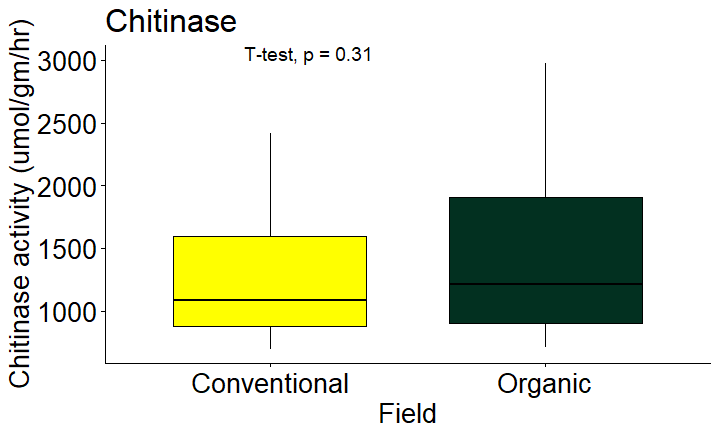 Chitinase
T-test, p = 0.31
Chitinase activity (umol/gm/hr)
3000
2500
2000
1500
1000
Conventional
Organic
Field